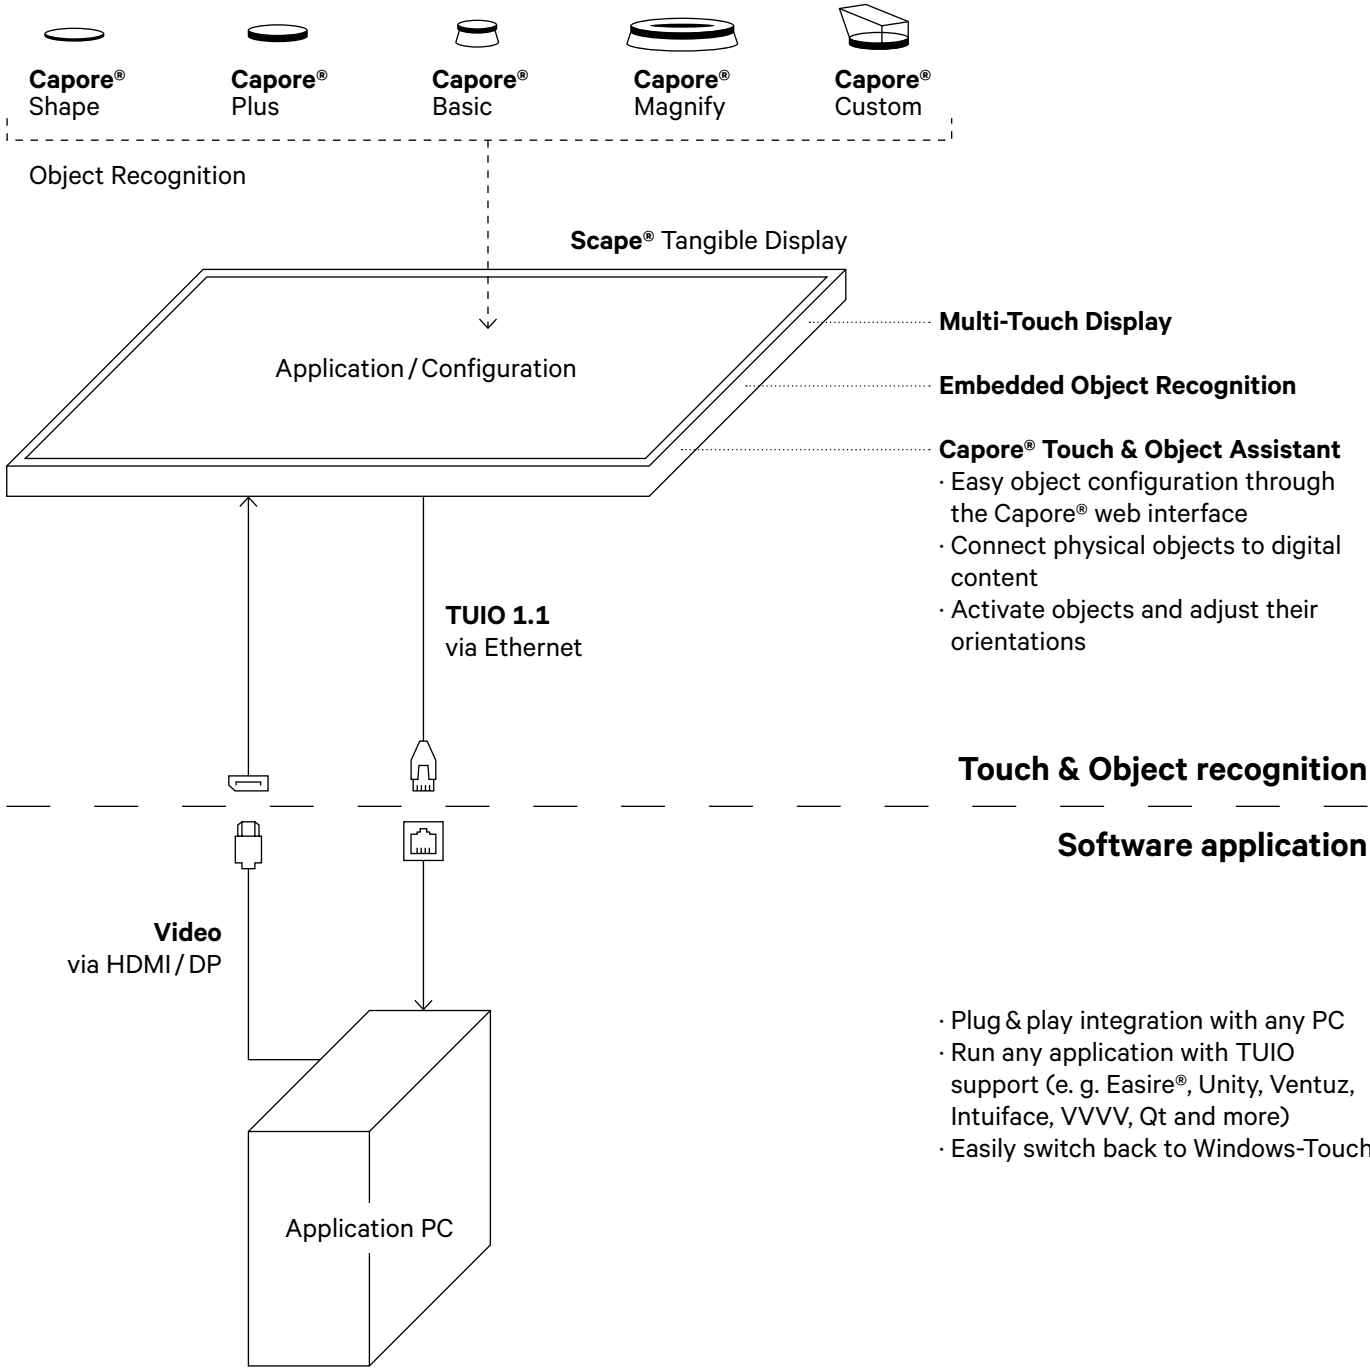 Capore®
Shape
Capore®
Plus
Capore®
Basic
Capore®
Magnify
Capore®
Custom
Object Recognition
Scape® Tangible Display
Application / Configuration
Multi-Touch Display
Embedded Object Recognition
Capore® Touch & Object Assistant
· Easy object configuration through
the Capore® web interface
· Connect physical objects to digital
content
· Activate objects and adjust their
orientations
TUIO 1.1
via Ethernet
Touch & Object recognition
Software application
Video
via HDMI / DP
· Plug & play integration with any PC
· Run any application with TUIO
support (e. g. Easire®, Unity, Ventuz,
Intuiface, VVVV, Qt and more)
· Easily switch back to Windows-Touch
Application PC